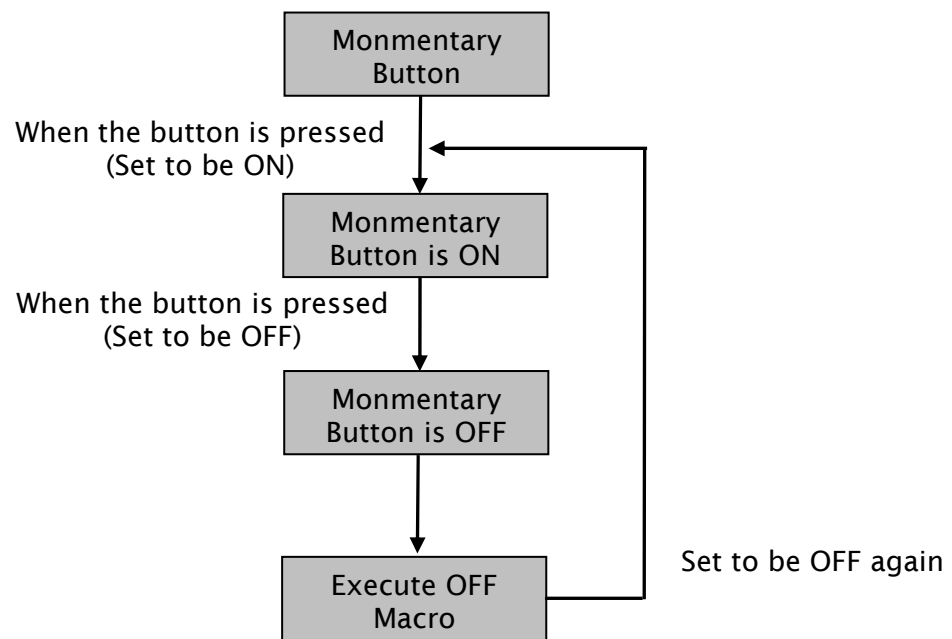 Monmentary
Button
When the button is pressed
(Set to be ON)
Monmentary
Button is ON
When the button is pressed
(Set to be OFF)
Monmentary
Button is OFF
Set to be OFF again
Execute OFF
Macro